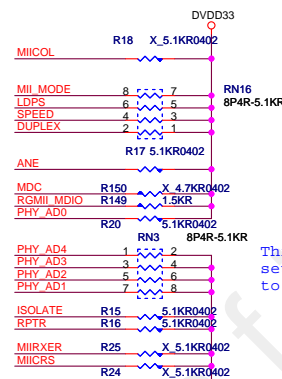 DVDD33
R18 X_5.1KR0402
MIICOL
MII_MODE 8 7 RN16
LDPS 6 5 8P4R-5.1KR
SPEED 4 3
DUPLEX 2 1
R17 5.1KR0402
ANE
MDC R150 X_4.7KR0402
RGMII_MDIO R149 1.5KR
PHY_AD0
R20 5.1KR0402
RN3 8P4R-5.1KR
PHY_AD4 1 2
PHY_AD3 3 4
PHY_AD2 5 6
PHY_AD1 7 8
ISOLATE R15 5.1KR0402
RPTR R16 5.1KR0402
MIIRXER R25 X_5.1KR0402
MIICRS
R24 X_5.1KR0402
to